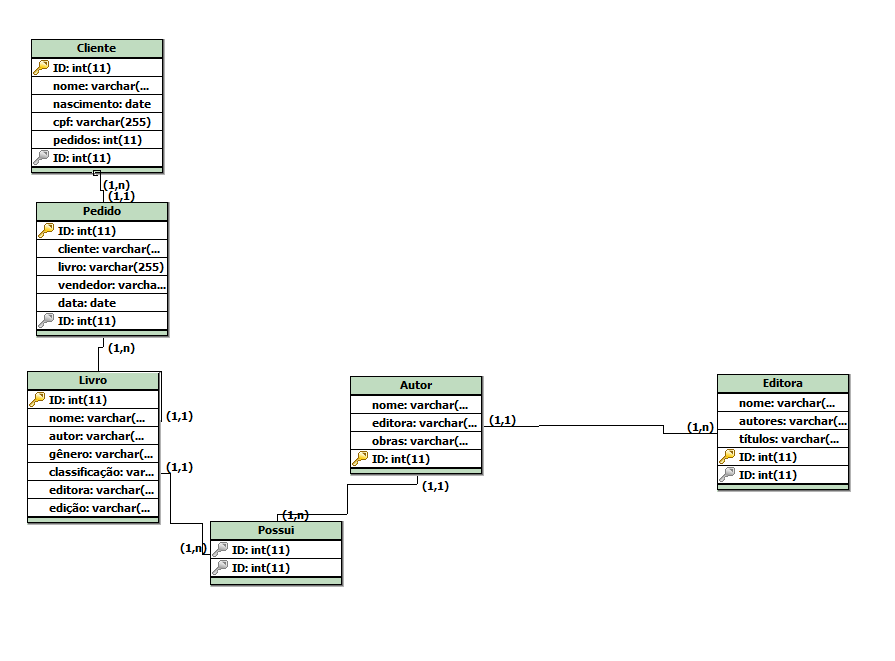 Cliente
ID: int(11)
nome: varchar(...
nascimento: date
cpf: varchar(255)
pedidos: int(11)
ID: int(11)
(1,n)
(1,1)
Pedido
ID: int(11)
cliente: varchar(...
livro: varchar(255)
vendedor: varcha...
data: date
ID: int(11)
(1,n)
Livro
ID: int(11)
nome: varchar(...
autor: varchar(...
gênero: varchar(...
classificação: var...
editora: varchar(...
edição: varchar(...
(1,1)
(1,1)
(1,n)
Autor
nome: varchar(...
editora: varchar(...
obras: varchar(...
ID: int(11)
(1,1)
(1,n)
(1,1)
(1,n)
Possui
ID: int(11)
ID: int(11)
Editora
nome: varchar(...
autores: varchar(...
títulos: varchar(...
ID: int(11)
ID: int(11)